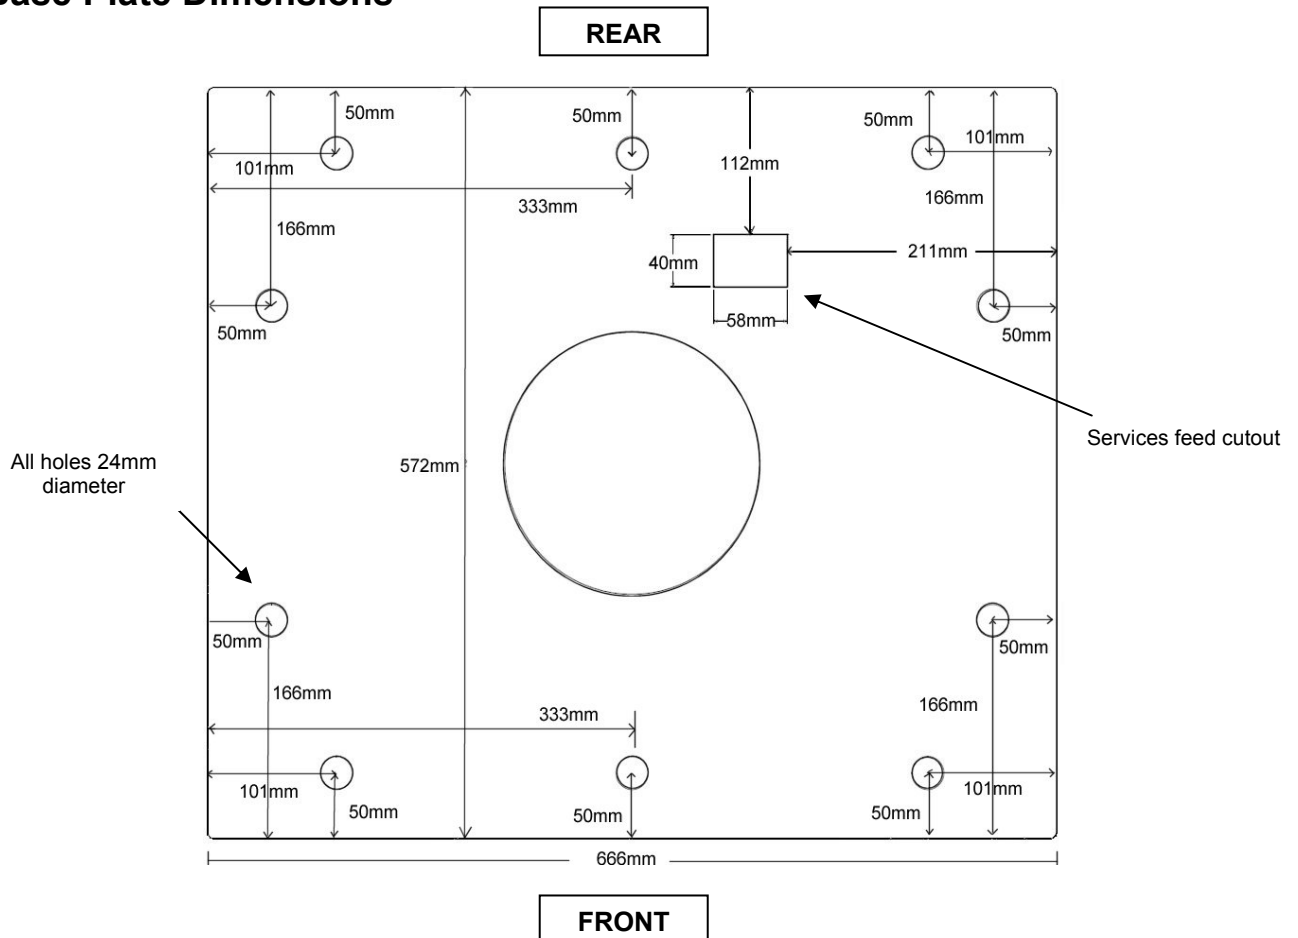 Base Plate Dimensions
REAR
50mm
50mm
50mm
101mm
101mm
112mm
166mm
333mm
166mm
211mm
40mm
50mm
58mm
50mm
Services feed cutout
All holes 24mm
diameter
572mm
50mm
50mm
166mm
166mm
333mm
101mm
101mm
50mm
50mm
50mm
666mm
FRONT